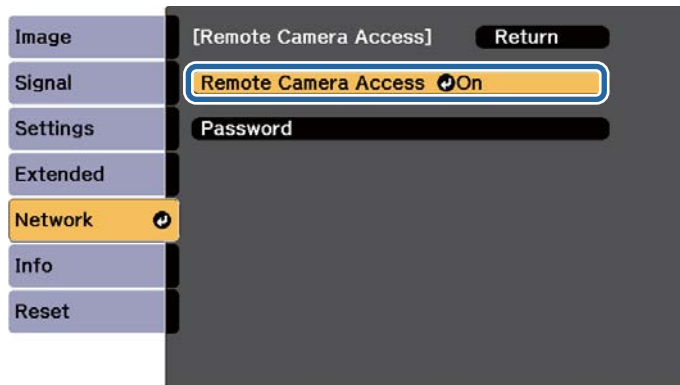 Image
Signal
Settings
Extended
Network
Info
Reset
[Remote Camera Access] Return
Remote Camera Access On
Password